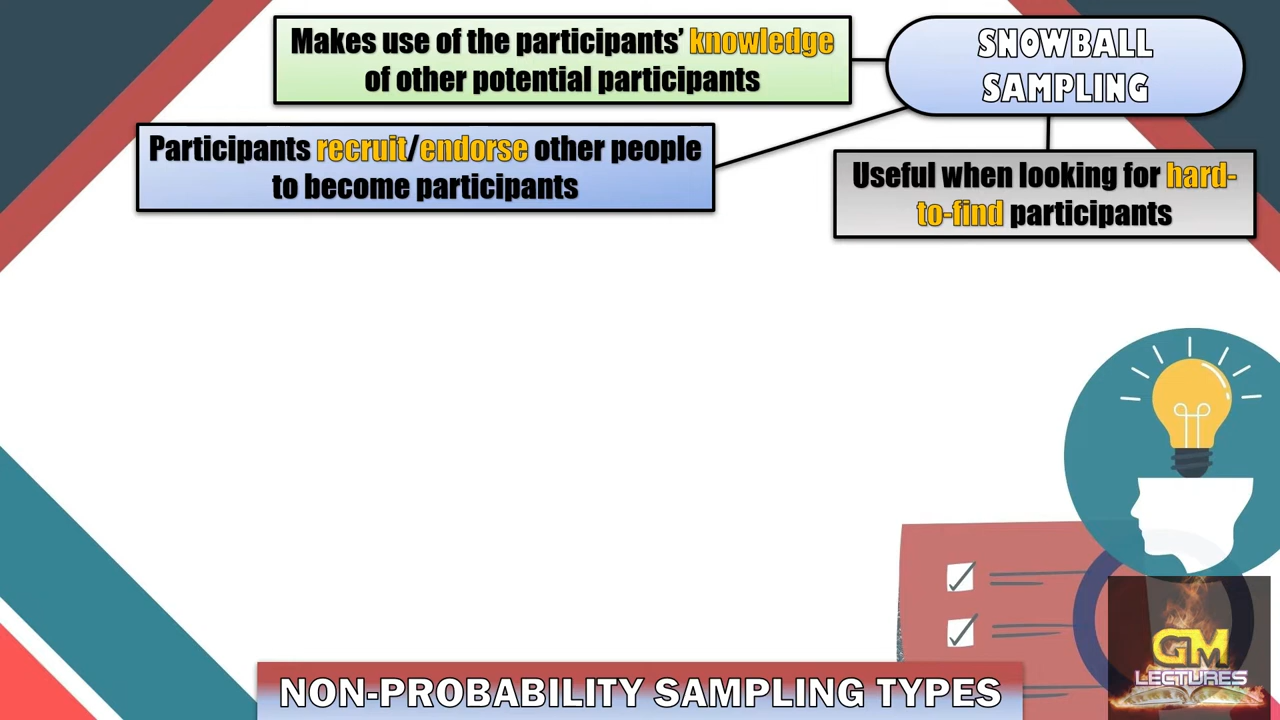 Makes use of the participants’ knowledge
of other potential participants
SNOWBALL
SAMPLING
Participants recruit/endorse other people
to become participants
Useful when looking for hard-
to-find participants
NON-PROBABILITY SAMPLING TYPES
GM
LECTURES